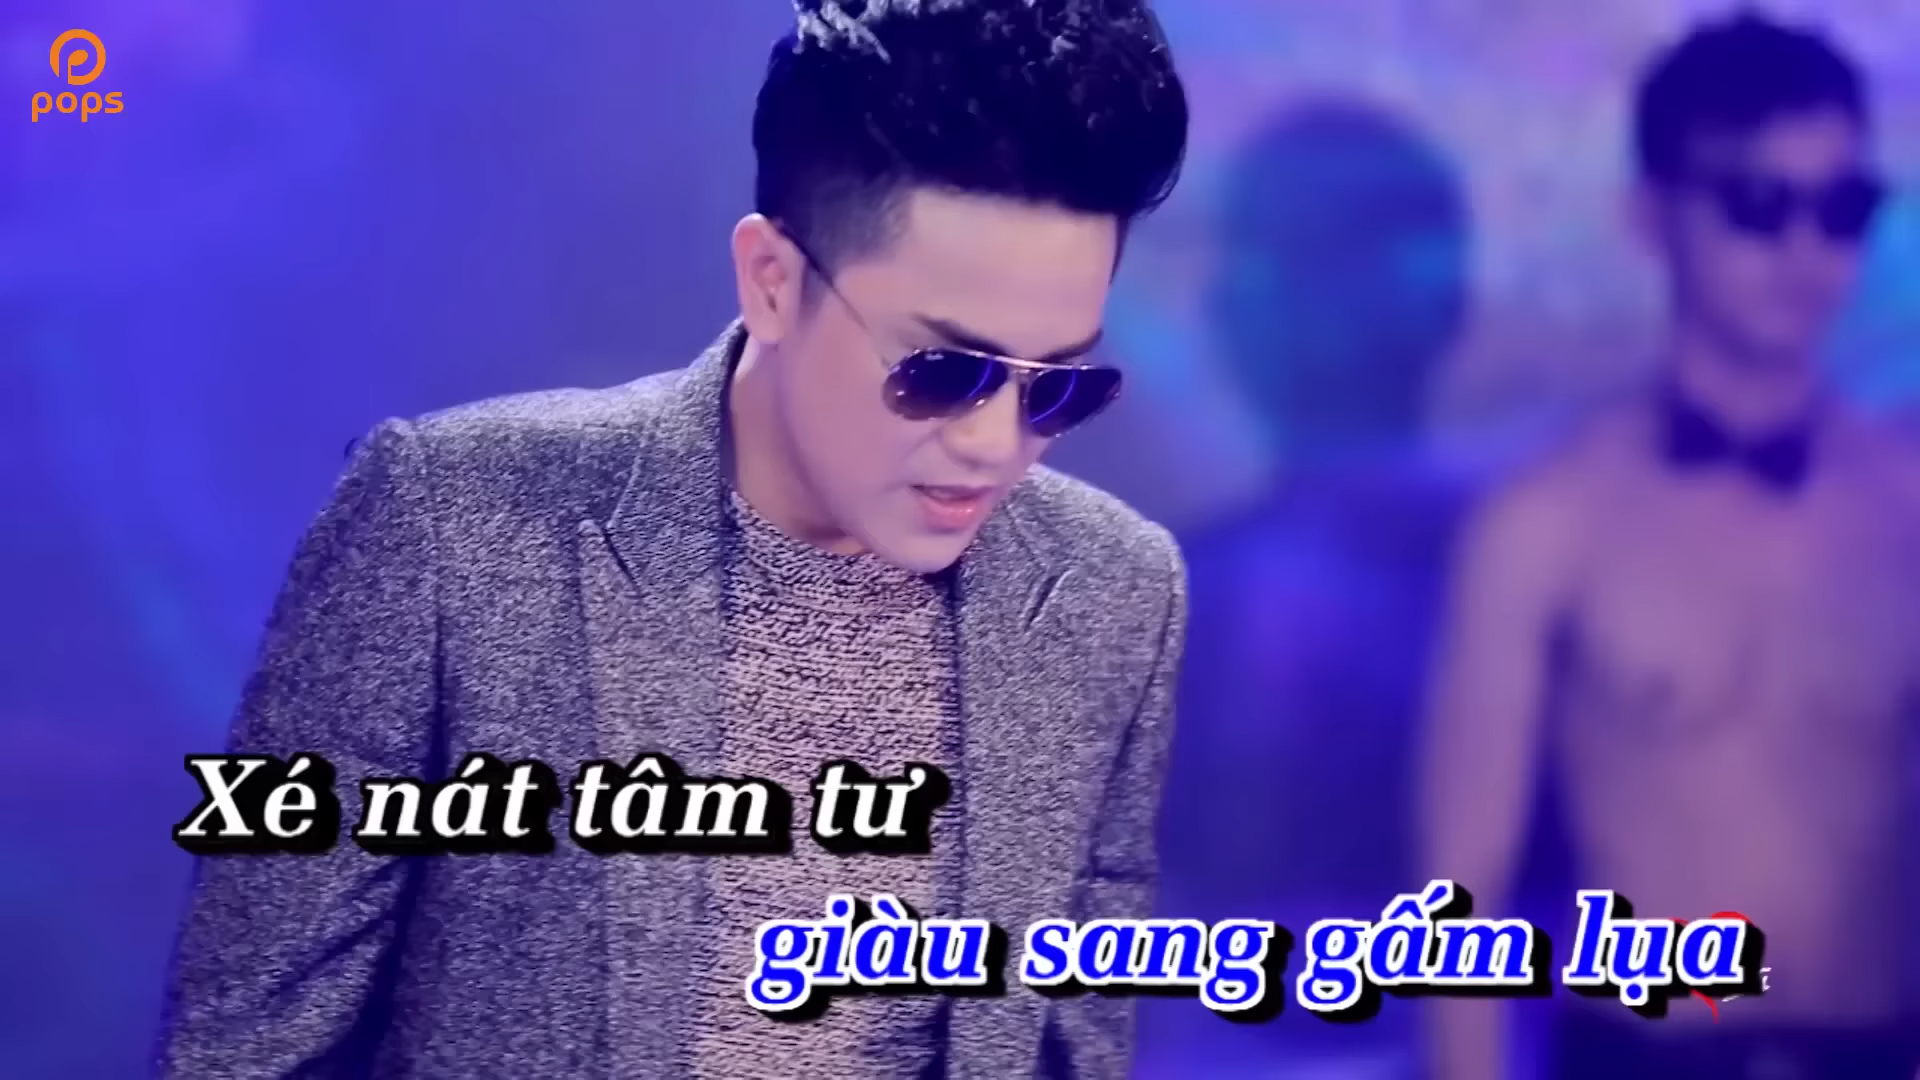 pops
Xé nát tâm tư
giàu sang gấm lụa